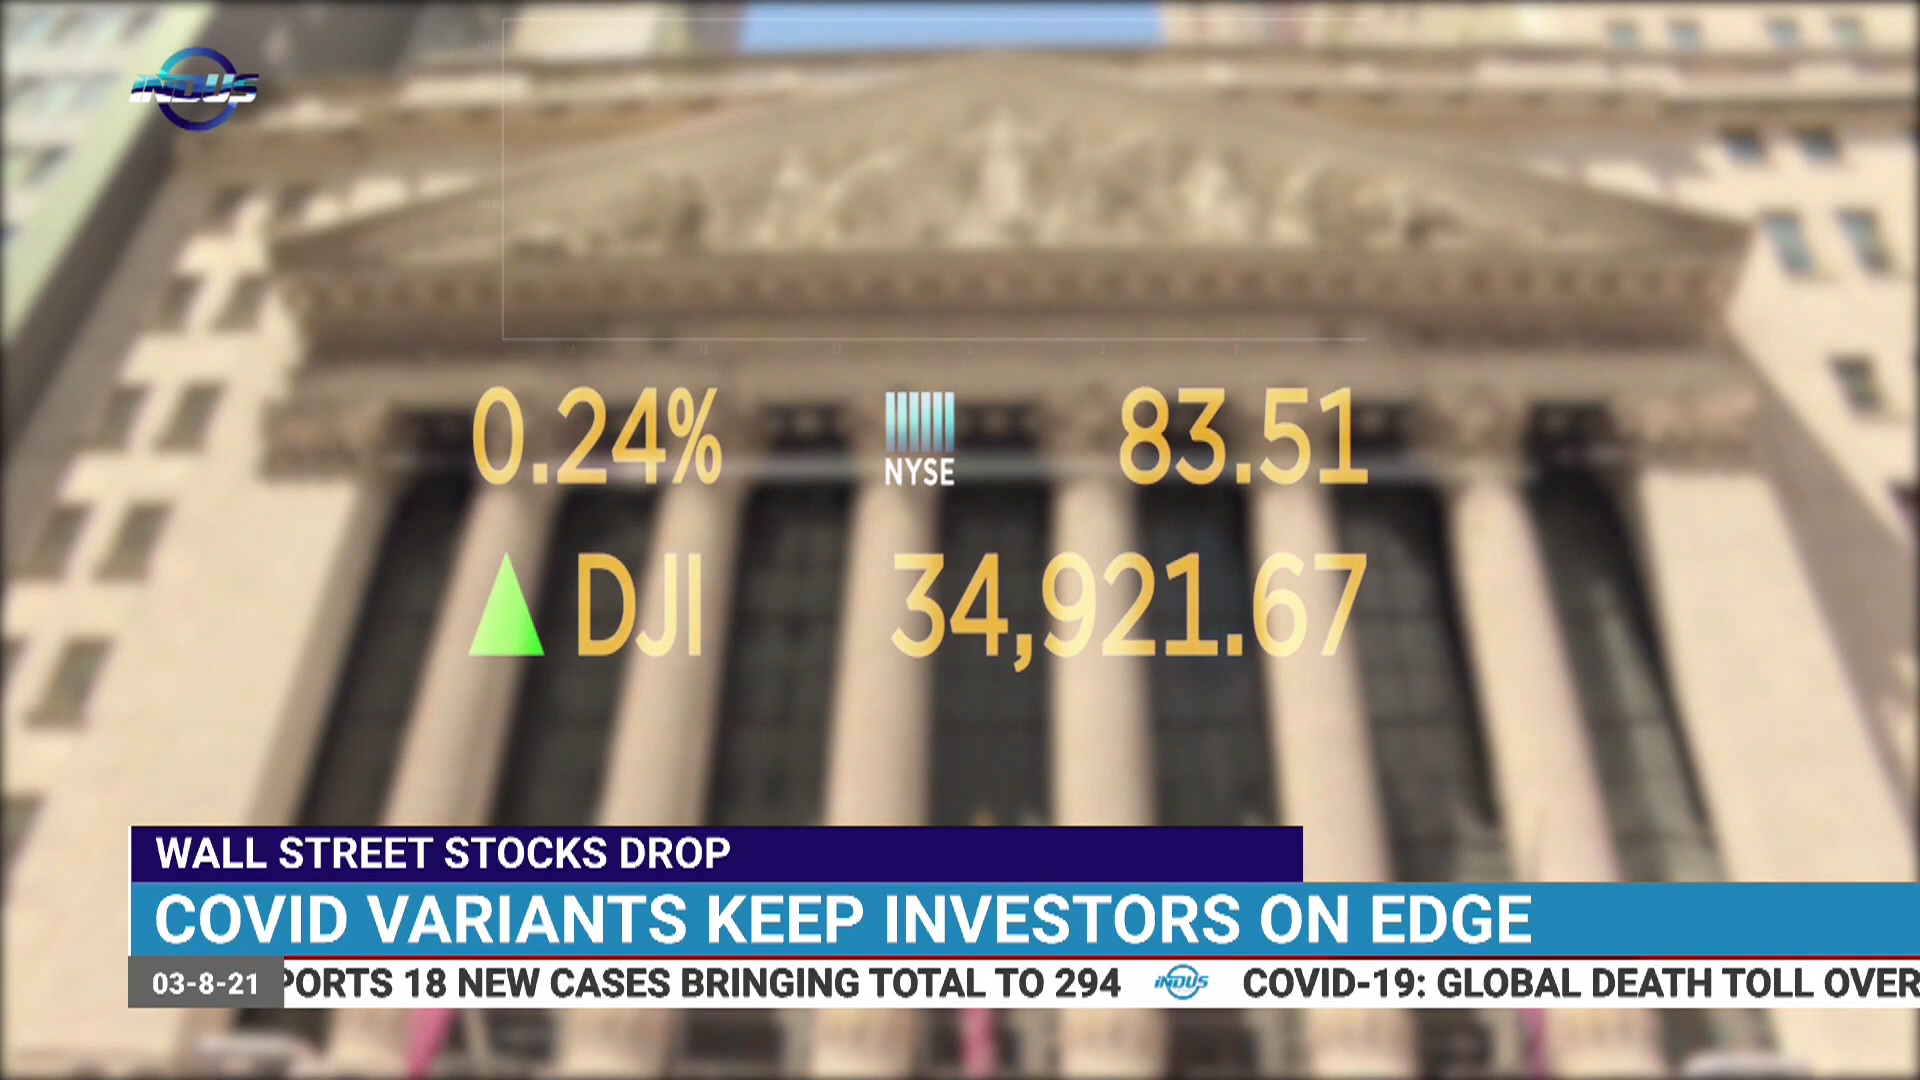 INDUS
0.24%
NYSE
83.51
DJI
34,921.67
WALL STREET STOCKS DROP
COVID VARIANTS KEEP INVESTORS ON EDGE
03-8-21
PORTS 18 NEW CASES BRINGING TOTAL TO 294 INDUS COVID-19: GLOBAL DEATH TOLL OVER